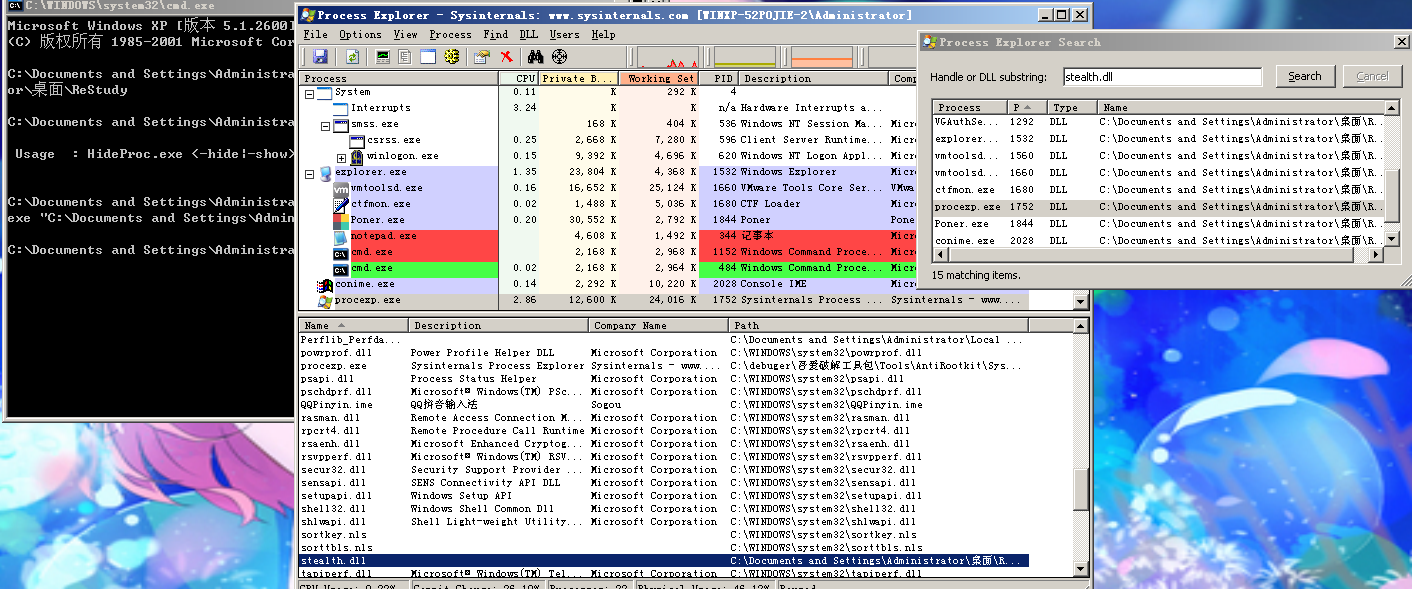 C:\WINDOWS\system32\cmd.exe
Microsoft Windows XP [版本 5.1.2600]
(C) 版权所有 1985-2001 Microsoft Cor
C:\Documents and Settings\Administra
or\桌面\ReStudy
C:\Documents and Settings\Administra
Usage : HideProc.exe <-hide|-show>
C:\Documents and Settings\Administra
exe "C:\Documents and Settings\Admin
C:\Documents and Settings\Administra
Process Explorer - Sysinternals: www.sysinternals.com [WINXP-52POJIE-2\Administrator]
File Options View Process Find DLL Users Help
Process CPU Private B... Working Set PID Description Comp
System 0.11 K 292 K 4
Interrupts 3.24 K K n/a Hardware Interrupts a...
smss.exe 168 K 404 K 536 Windows NT Session Ma... Micro
csrss.exe 0.25 2,668 K 7,280 K 596 Client Server Runtime... Micro
winlogon.exe 0.15 9,392 K 4,696 K 620 Windows NT Logon Appl... Micro
explorer.exe 1.35 23,804 K 4,368 K 1532 Windows Explorer Micro
vmtoolsd.exe 0.16 16,652 K 25,124 K 1660 VMware Tools Core Ser... VMwa
ctfmon.exe 0.02 1,488 K 5,036 K 1680 CTF Loader Micro
Poner.exe 0.20 30,552 K 2,792 K 1844 Poner Pone
notepad.exe 4,608 K 1,492 K 344 记事本 Micro
cmd.exe 2,168 K 2,968 K 1152 Windows Command Proce... Micro
cmd.exe 0.02 2,168 K 2,964 K 484 Windows Command Proce... Micro
conime.exe 0.14 2,292 K 10,220 K 2028 Console IME Micro
procexp.exe 2.86 12,600 K 24,016 K 1752 Sysinternals Process ... Sysinternals - www....
Name Description Company Name Path
Perflib_Perfda... C:\Documents and Settings\Administrator\Local ...
powrprof.dll Power Profile Helper DLL Microsoft Corporation C:\WINDOWS\system32\powrprof.dll
procexp.exe Sysinternals Process Explorer Sysinternals - www.... C:\debuger\吾爱破解工具包\Tools\AntiRootkit\Sys...
psapi.dll Process Status Helper Microsoft Corporation C:\WINDOWS\system32\psapi.dll
pschdprf.dll Microsoft® Windows(TM) PSc... Microsoft Corporation C:\WINDOWS\system32\pschdprf.dll
QQPinyin.ime QQ拼音输入法 Sogou C:\WINDOWS\system32\QQPinyin.ime
rasman.dll Remote Access Connection M... Microsoft Corporation C:\WINDOWS\system32\rasman.dll
rpcrt4.dll Remote Procedure Call Runtime Microsoft Corporation C:\WINDOWS\system32\rpcrt4.dll
rsaenh.dll Microsoft Enhanced Cryptog... Microsoft Corporation C:\WINDOWS\system32\rsaenh.dll
rsvpperf.dll Microsoft® Windows(TM) RSV... Microsoft Corporation C:\WINDOWS\system32\rsvpperf.dll
secur32.dll Security Support Provider ... Microsoft Corporation C:\WINDOWS\system32\secur32.dll
sensapi.dll SENS Connectivity API DLL Microsoft Corporation C:\WINDOWS\system32\sensapi.dll
setupapi.dll Windows Setup API Microsoft Corporation C:\WINDOWS\system32\setupapi.dll
shell32.dll Windows Shell Common Dll Microsoft Corporation C:\WINDOWS\system32\shell32.dll
shlwapi.dll Shell Light-weight Utility... Microsoft Corporation C:\WINDOWS\system32\shlwapi.dll
sortkey.nls C:\WINDOWS\system32\sortkey.nls
sorttbls.nls C:\WINDOWS\system32\sorttbls.nls
stealth.dll C:\Documents and Settings\Administrator\桌面\R...
tapiperf.dll Microsoft® Windows(TM) Tel... Microsoft Corporation C:\WINDOWS\system32\tapiperf.dll
Process Explorer Search
Handle or DLL substring: stealth.dll Search Cancel
Process P Type Name
VGAuthSe... 1292 DLL C:\Documents and Settings\Administrator\桌面\R...
explorer... 1532 DLL C:\Documents and Settings\Administrator\桌面\R...
vmtoolsd... 1560 DLL C:\Documents and Settings\Administrator\桌面\R...
vmtoolsd... 1660 DLL C:\Documents and Settings\Administrator\桌面\R...
ctfmon.exe 1680 DLL C:\Documents and Settings\Administrator\桌面\R...
procexp.exe 1752 DLL C:\Documents and Settings\Administrator\桌面\R...
Poner.exe 1844 DLL C:\Documents and Settings\Administrator\桌面\R...
conime.exe 2028 DLL C:\Documents and Settings\Administrator\桌面\R...
15 matching items.